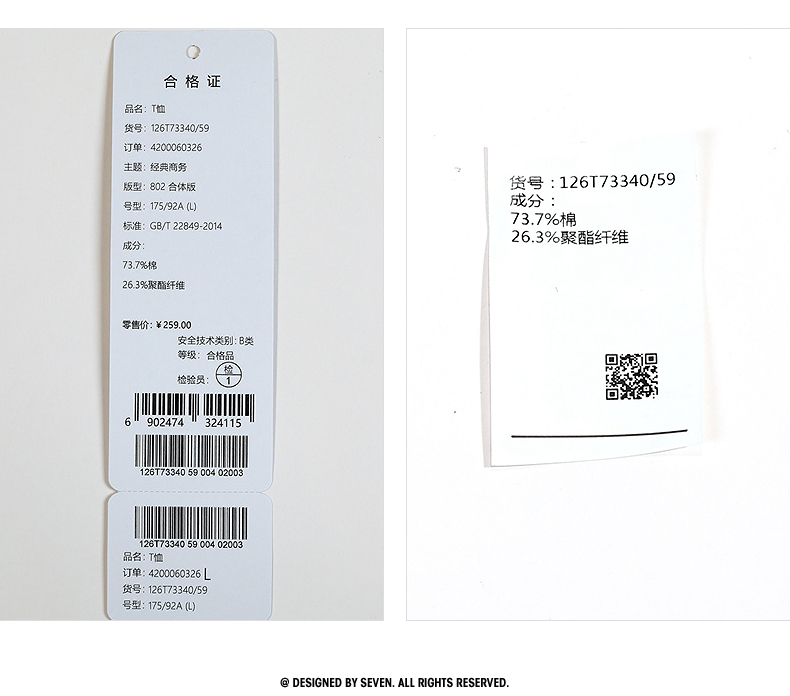 合格证
品名: T恤
货号: 126T73340/59
订单: 4200060326
主题: 经典商务
版型: 802 合体版
号型: 175/92A (L)
标准: GB/T 22849-2014
成分:
73.7%棉
26.3%聚酯纤维
零售价: ¥259.00
安全技术类别: B类
等级: 合格品
检验员: 检 1
6 902474 324115
126T73340 59 004 02003
126T73340 59 004 02003
品名: T恤
订单: 4200060326 L
货号: 126T73340/59
号型: 175/92A (L)
货号：126T73340/59
成分：
73.7%棉
26.3%聚酯纤维
@ DESIGNED BY SEVEN. ALL RIGHTS RESERVED.